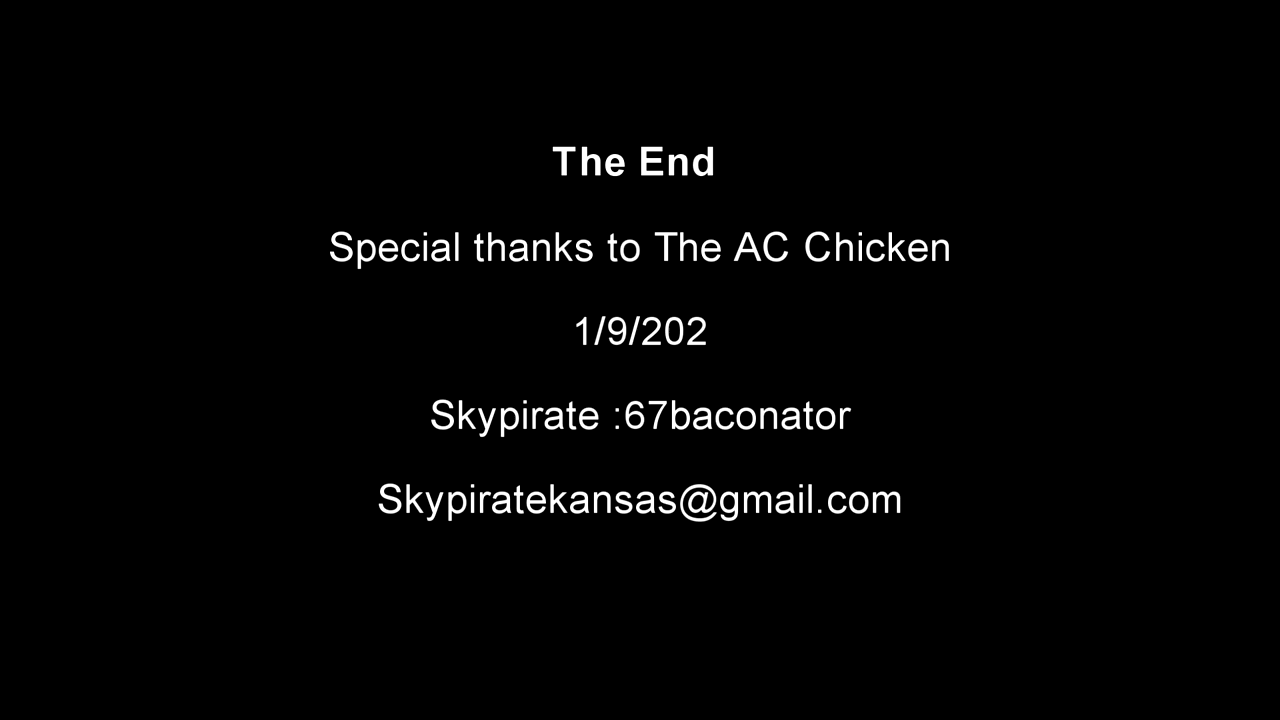 The End
Special thanks to The AC Chicken
1/9/202
Skypirate :67baconator
Skypiratekansas@gmail.com